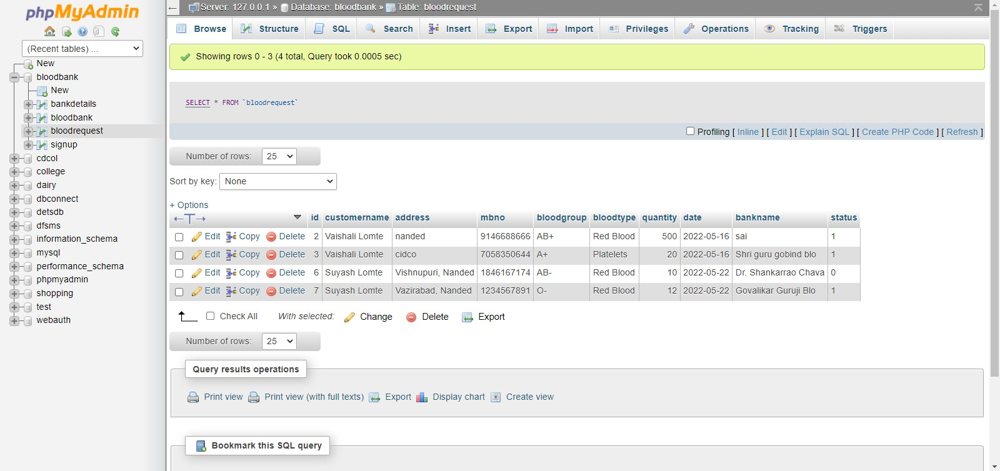 phpMyAdmin
(Recent tables) ...
New
bloodbank
New
bankdetails
bloodbank
bloodrequest
signup
cdcol
college
dairy
dbconnect
detsdb
dfsms
information_schema
mysql
performance_schema
phpmyadmin
shopping
test
webauth
Server: 127.0.0.1 » Database: bloodbank » Table: bloodrequest
Browse Structure SQL Search Insert Export Import Privileges Operations Tracking Triggers
Showing rows 0 - 3 (4 total, Query took 0.0005 sec)
SELECT * FROM `bloodrequest`
Profiling [ Inline ] [ Edit ] [ Explain SQL ] [ Create PHP Code ] [ Refresh ]
Number of rows: 25
Sort by key: None
+ Options
←T→ id customername address mbno bloodgroup bloodtype quantity date bankname status
Edit Copy Delete 2 Vaishali Lomte nanded 9146688666 AB+ Red Blood 500 2022-05-16 sai 1
Edit Copy Delete 3 Vaishali Lomte cidco 7058350644 A+ Platelets 20 2022-05-16 Shri guru gobind blo 1
Edit Copy Delete 6 Suyash Lomte Vishnupuri, Nanded 1846167174 AB- Red Blood 10 2022-05-22 Dr. Shankarrao Chava 0
Edit Copy Delete 7 Suyash Lomte Vazirabad, Nanded 1234567891 O- Red Blood 12 2022-05-22 Govalikar Guruji Blo 1
Check All With selected: Change Delete Export
Number of rows: 25
Query results operations
Print view Print view (with full texts) Export Display chart Create view
Bookmark this SQL query